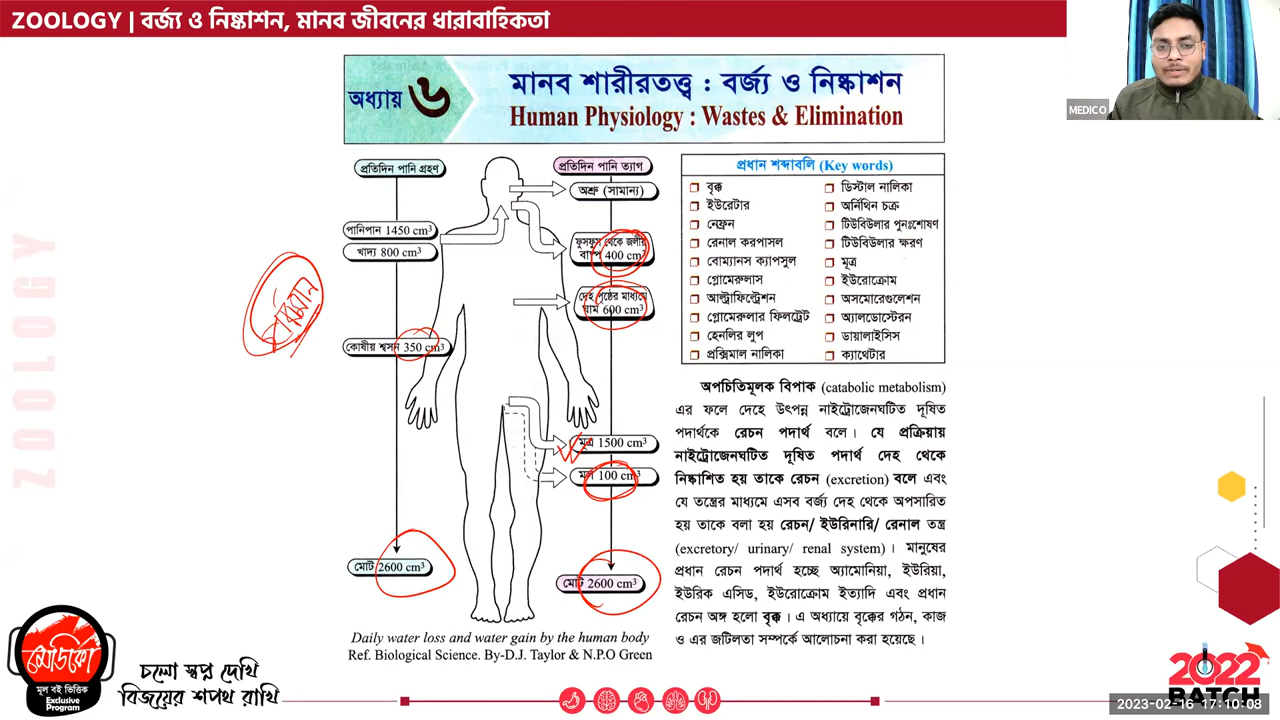 ZOOLOGY | বর্জ্য ও নিষ্কাশন, মানব জীবনের ধারাবাহিকতা
MEDICO
অধ্যায় ৬
মানব শারীরতত্ত্ব : বর্জ্য ও নিষ্কাশন
Human Physiology : Wastes & Elimination
প্রতিদিন পানি গ্রহণ
পানিপান 1450 cm³
খাদ্য 800 cm³
কোষীয় শ্বসন 350 cm³
মোট 2600 cm³
প্রতিদিন পানি ত্যাগ
অশ্রু (সামান্য)
ফুসফুস থেকে জলীয়
বাষ্প 400 cm³
দেহ পৃষ্ঠের মাধ্যমে
ঘাম 600 cm³
মূত্র 1500 cm³
মল 100 cm³
মোট 2600 cm³
Daily water loss and water gain by the human body
Ref. Biological Science. By-D.J. Taylor & N.P.O Green
প্রধান শব্দাবলি (Key words)
বৃক্ক
ইউরেটার
নেফ্রন
রেনাল করপাসল
বোম্যানস ক্যাপসুল
গ্লোমেরুলাস
আল্ট্রাফিল্ট্রেশন
গ্লোমেরুলার ফিলট্রেট
হেনলির লুপ
প্রক্সিমাল নালিকা
ডিস্টাল নালিকা
অর্নিথিন চক্র
টিউবিউলার পুনঃশোষণ
টিউবিউলার ক্ষরণ
মূত্র
ইউরোক্রোম
অসমোরেগুলেশন
অ্যালডোস্টেরন
ডায়ালাইসিস
ক্যাথেটার
অপচিতিমূলক বিপাক (catabolic metabolism)
এর ফলে দেহে উৎপন্ন নাইট্রোজেনঘটিত দূষিত
পদার্থকে রেচন পদার্থ বলে। যে প্রক্রিয়ায়
নাইট্রোজেনঘটিত দূষিত পদার্থ দেহ থেকে
নিষ্কাশিত হয় তাকে রেচন (excretion) বলে এবং
যে তন্ত্রের মাধ্যমে এসব বর্জ্য দেহ থেকে অপসারিত
হয় তাকে বলা হয় রেচন/ ইউরিনারি/ রেনাল তন্ত্র
(excretory/ urinary/ renal system)। মানুষের
প্রধান রেচন পদার্থ হচ্ছে অ্যামোনিয়া, ইউরিয়া,
ইউরিক এসিড, ইউরোক্রোম ইত্যাদি এবং প্রধান
রেচন অঙ্গ হলো বৃক্ক। এ অধ্যায়ে বৃক্কের গঠন, কাজ
ও এর জটিলতা সম্পর্কে আলোচনা করা হয়েছে।
ZOOLOGY
মেডিকো
মূল বই ভিত্তিক
Exclusive
Program
চলো স্বপ্ন দেখি
বিজয়ের শপথ রাখি
2022
BATCH
2023-02-16 17:10:08